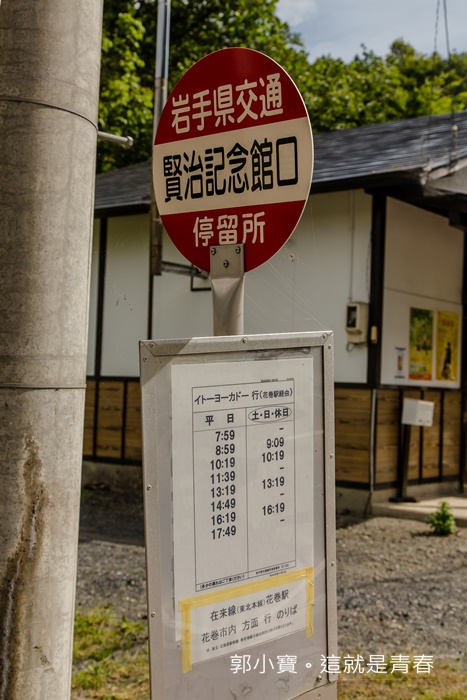 岩手県交通
賢治記念館口
停留所
イトーヨーカドー 行(花巻駅経由)
平 日 土・日・休日
7:59 -
8:59 9:09
10:19 10:19
11:39 -
13:19 13:19
14:49 -
16:19 16:19
17:49 -
在来線(東北本線)花巻駅
花巻市内 方面 行 のりば
郭小寶。這就是青春